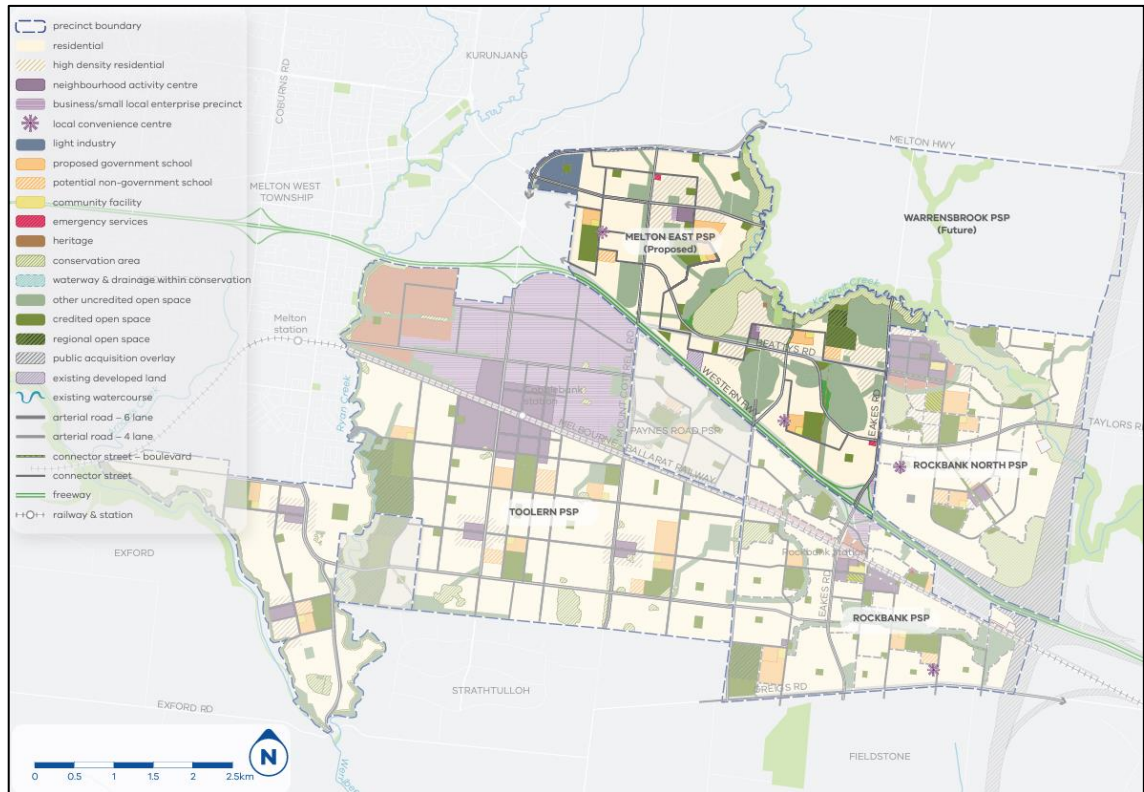 precinct boundary
residential
high density residential
neighbourhood activity centre
business/small local enterprise precinct
local convenience centre
light industry
proposed government school
potential non-government school
community facility
emergency services
heritage
conservation area
waterway & drainage within conservation
other uncredited open space
credited open space
regional open space
public acquisition overlay
existing developed land
existing watercourse
arterial road – 6 lane
arterial road – 4 lane
connector street – boulevard
connector street
freeway
railway & station
KURUNJANG
COBURNS RD
MELTON WEST
TOWNSHIP
MELTON HWY
WARRENSBROOK PSP
(Future)
MELTON EAST PSP
(Proposed)
Kororoit Creek
Melton
station
BEATTYS RD
WESTERN FWY
MOUNT COTTRELL RD
Cobblebank
station
PAYNES ROAD PSP
MELBOURNE - BALLARAT RAILWAY
LEAKES RD
TAYLORS RD
Ryan Creek
ROCKBANK NORTH PSP
TOOLERN PSP
EXFORD
Rockbank Station
LEAKES RD
ROCKBANK PSP
STRATHTULLOH
GREIGS RD
EXFORD RD
FIELDSTONE
0 0.5 1 1.5 2 2.5km
N